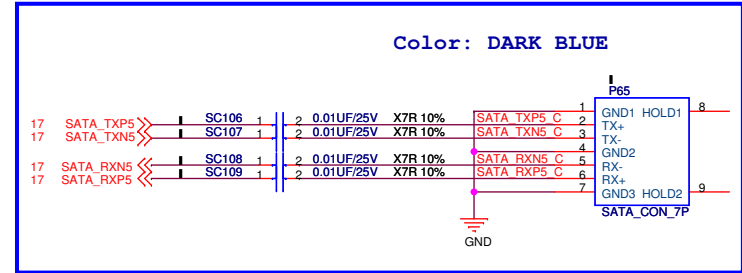 Color: DARK BLUE
P65
1 GND1 HOLD1 8
17 SATA_TXP5 SC106 1 2 0.01UF/25V X7R 10% SATA_TXP5_C 2 TX+
17 SATA_TXN5 SC107 1 2 0.01UF/25V X7R 10% SATA_TXN5_C 3 TX-
4 GND2
17 SATA_RXN5 SC108 1 2 0.01UF/25V X7R 10% SATA_RXN5_C 5 RX-
17 SATA_RXP5 SC109 1 2 0.01UF/25V X7R 10% SATA_RXP5_C 6 RX+
7 GND3 HOLD2 9
SATA_CON_7P
GND